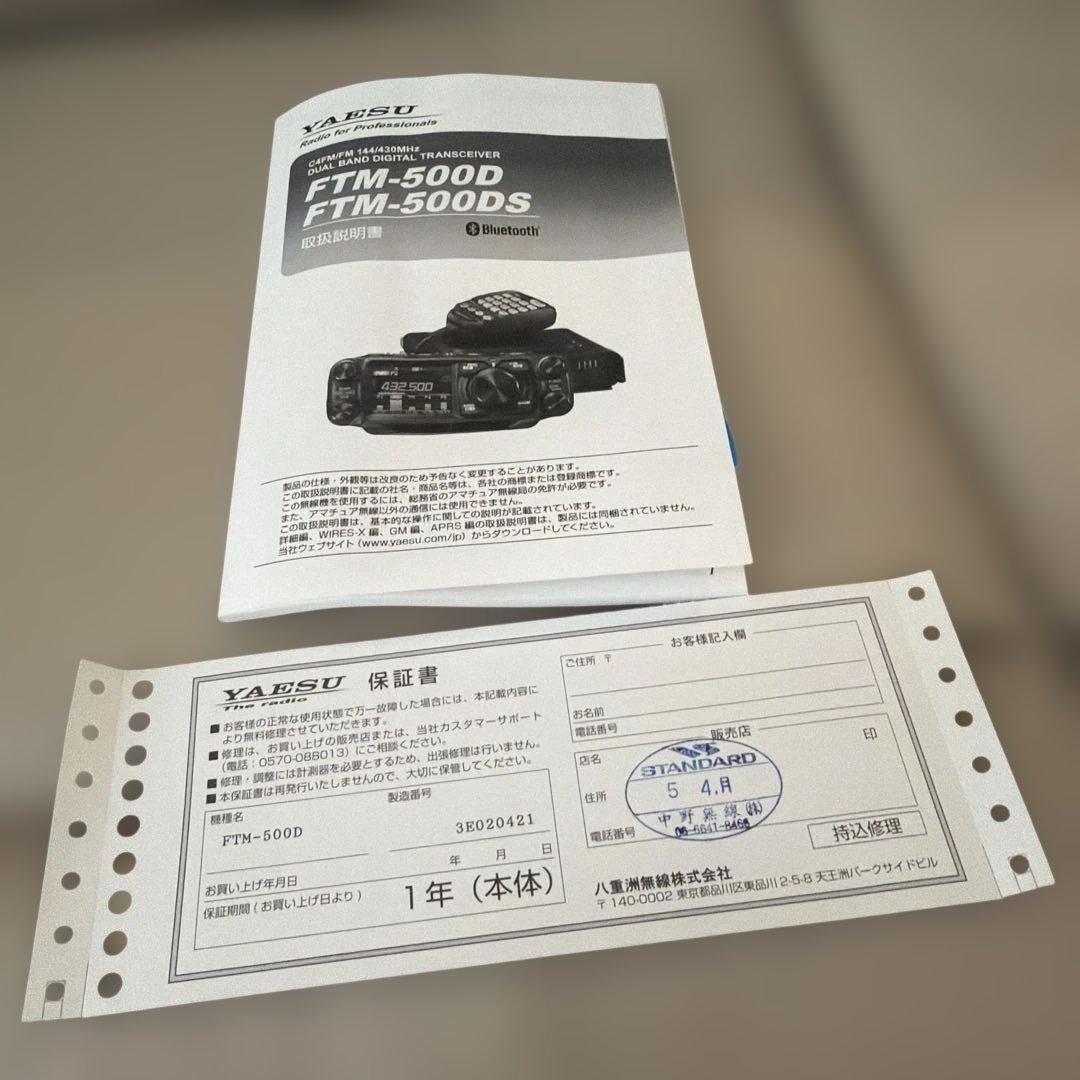 YAESU
Radio for Professionals
C4FM/FM 144/430MHz
DUAL BAND DIGITAL TRANSCEIVER
FTM-500D
FTM-500DS
取扱説明書
Bluetooth
432.500
製品の仕様・外観等は改良のため予告なく変更することがあります。
この取扱説明書に記載の社名・商品名等は、各社の商標または登録商標です。
この無線機を使用するには、総務省のアマチュア無線局の免許が必要です。
また、アマチュア無線以外の通信には使用できません。
この取扱説明書は、基本的な操作に関しての説明が記載されています。
詳細編、WIRES-X 編、GM 編、APRS 編の取扱説明書は、製品には同梱されていません。
当社ウェブサイト (www.yaesu.com/jp) からダウンロードしてください。
YAESU 保証書
The radio
■ お客様の正常な使用状態で万一故障した場合には、本記載内容に
より無料修理させていただきます。
■ 修理は、お買い上げの販売店または、当社カスタマーサポート
(電話:0570-088013) にご相談ください。
■ 修理・調整には計測器を必要とするため、出張修理は行いません。
■ 本保証書は再発行いたしませんので、大切に保管してください。
機種名 製造番号
FTM-500D 3E020421
お買い上げ年月日 年 月 日
保証期間 ( お買い上げ日より ) 1年 (本体)
お客様記入欄
ご住所 〒
お名前
電話番号
販売店 印
店名
住所
電話番号
STANDARD
5 4.月
中野無線(株)
06-6641-8466
持込修理
八重洲無線株式会社
〒 140-0002 東京都品川区東品川 2-5-8 天王洲パークサイドビル